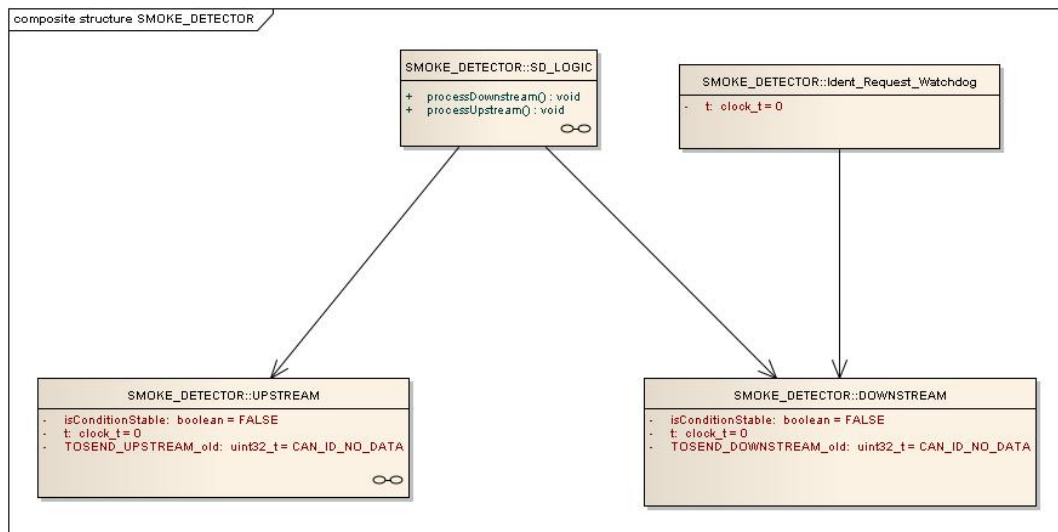 composite structure SMOKE_DETECTOR
SMOKE_DETECTOR::SD_LOGIC
+ processDownstream() : void
+ processUpstream() : void
SMOKE_DETECTOR::Ident_Request_Watchdog
- t: clock_t = 0
SMOKE_DETECTOR::UPSTREAM
- isConditionStable: boolean = FALSE
- t: clock_t = 0
- TOSEND_UPSTREAM_old: uint32_t = CAN_ID_NO_DATA
SMOKE_DETECTOR::DOWNSTREAM
- isConditionStable: boolean = FALSE
- t: clock_t = 0
- TOSEND_DOWNSTREAM_old: uint32_t = CAN_ID_NO_DATA